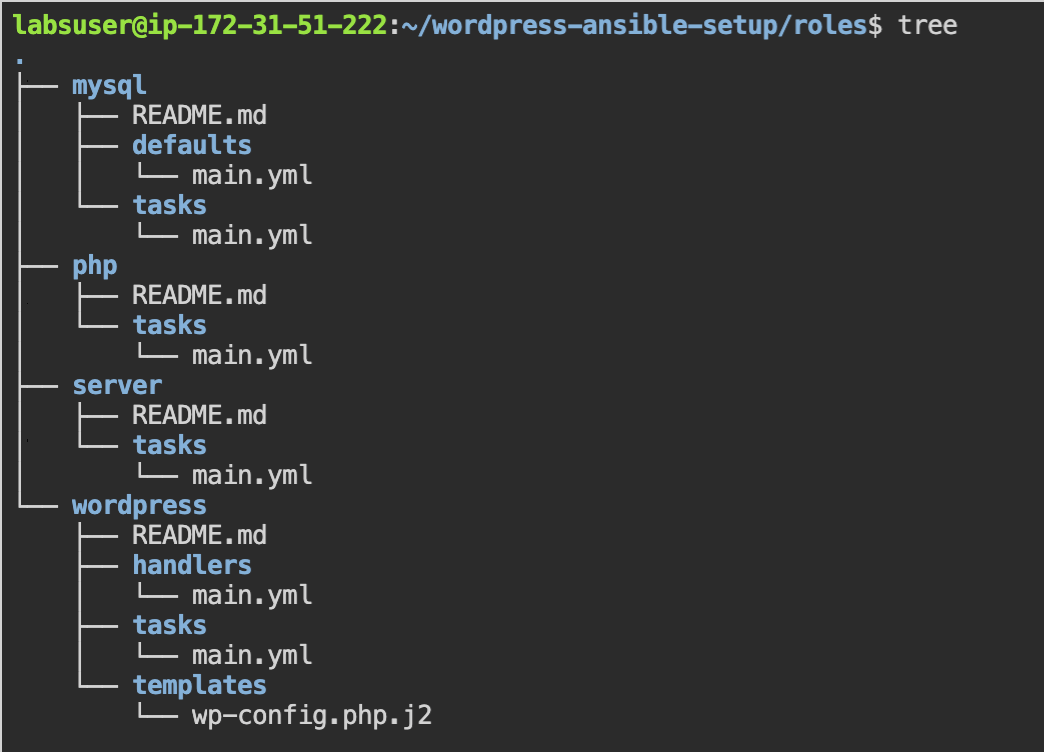 labsuser@ip-172-31-51-222:~/wordpress-ansible-setup/roles$ tree
.
├── mysql
│   ├── README.md
│   ├── defaults
│   │   └── main.yml
│   └── tasks
│       └── main.yml
├── php
│   ├── README.md
│   └── tasks
│       └── main.yml
├── server
│   ├── README.md
│   └── tasks
│       └── main.yml
└── wordpress
    ├── README.md
    ├── handlers
    │   └── main.yml
    ├── tasks
    │   └── main.yml
    └── templates
        └── wp-config.php.j2